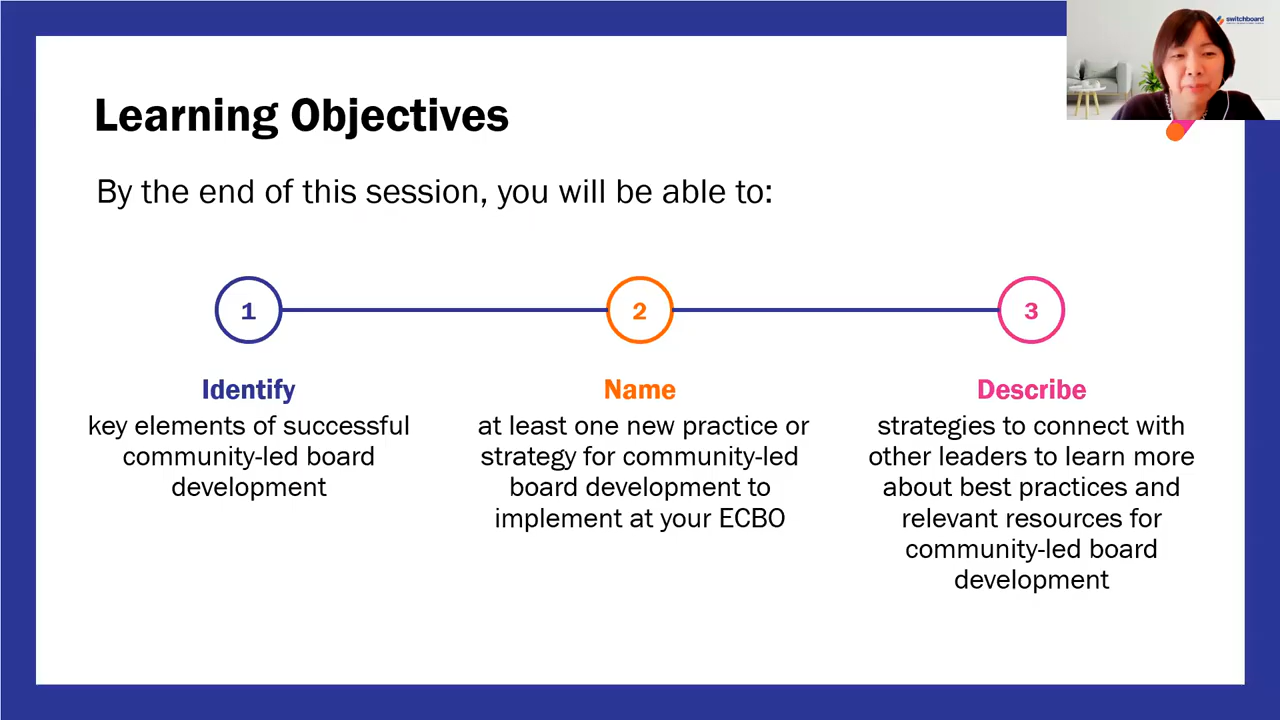 switchboard
Learning Objectives
By the end of this session, you will be able to:
1
Identify
key elements of successful
community-led board
development
2
Name
at least one new practice or
strategy for community-led
board development to
implement at your ECBO
3
Describe
strategies to connect with
other leaders to learn more
about best practices and
relevant resources for
community-led board
development